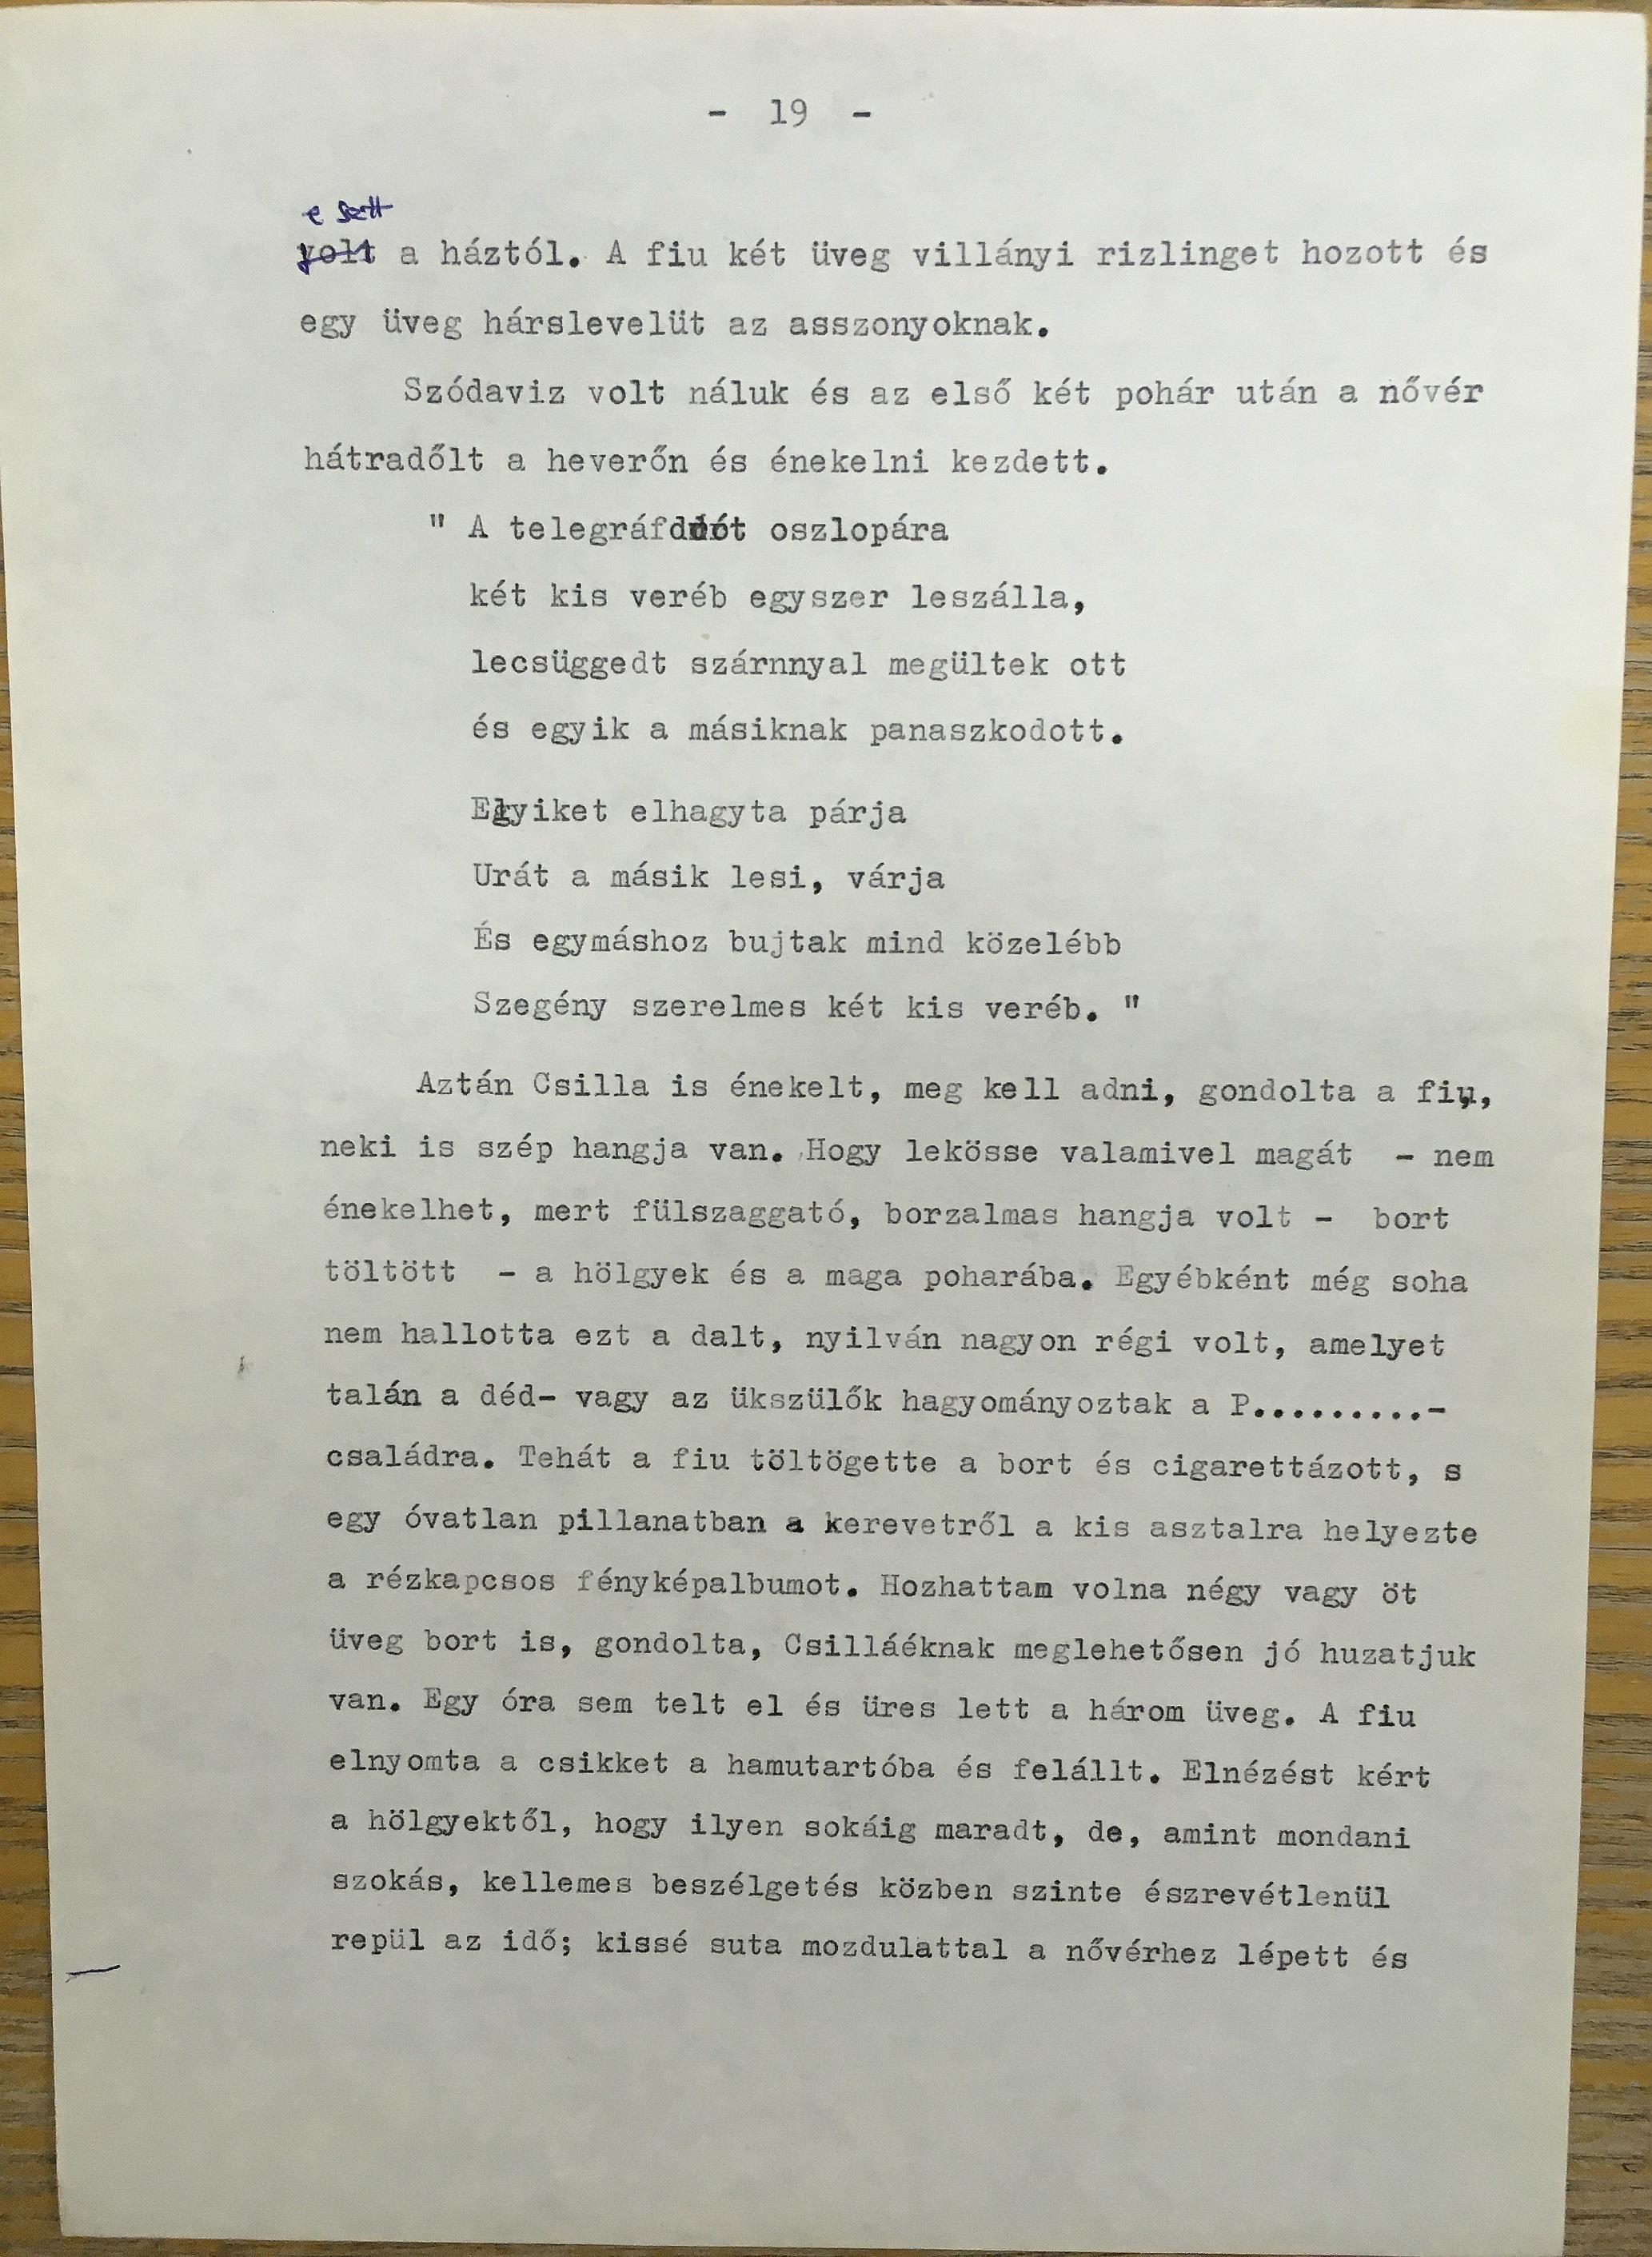 - 19 -
esett
volt a háztól. A fiu két üveg villányi rizlinget hozott és
egy üveg hárslevelüt az asszonyoknak.
Szódaviz volt náluk és az első két pohár után a nővér
hátradőlt a heverőn és énekelni kezdett.
" A telegráfdrót oszlopára
két kis veréb egyszer leszálla,
lecsüggedt szárnnyal megültek ott
és egyik a másiknak panaszkodott.
Egyiket elhagyta párja
Urát a másik lesi, várja
És egymáshoz bujtak mind közelébb
Szegény szerelmes két kis veréb. "
Aztán Csilla is énekelt, meg kell adni, gondolta a fiu,
neki is szép hangja van. Hogy lekösse valamivel magát - nem
énekelhet, mert fülszaggató, borzalmas hangja volt - bort
töltött - a hölgyek és a maga poharába. Egyébként még soha
nem hallotta ezt a dalt, nyilván nagyon régi volt, amelyet
talán a déd- vagy az ükszülők hagyományoztak a P.........-
családra. Tehát a fiu töltögette a bort és cigarettázott, s
egy óvatlan pillanatban a kerevetről a kis asztalra helyezte
a rézkapcsos fényképalbumot. Hozhattam volna négy vagy öt
üveg bort is, gondolta, Csilláéknak meglehetősen jó huzatjuk
van. Egy óra sem telt el és üres lett a három üveg. A fiu
elnyomta a csikket a hamutartóba és felállt. Elnézést kért
a hölgyektől, hogy ilyen sokáig maradt, de, amint mondani
szokás, kellemes beszélgetés közben szinte észrevétlenül
repül az idő; kissé suta mozdulattal a nővérhez lépett és